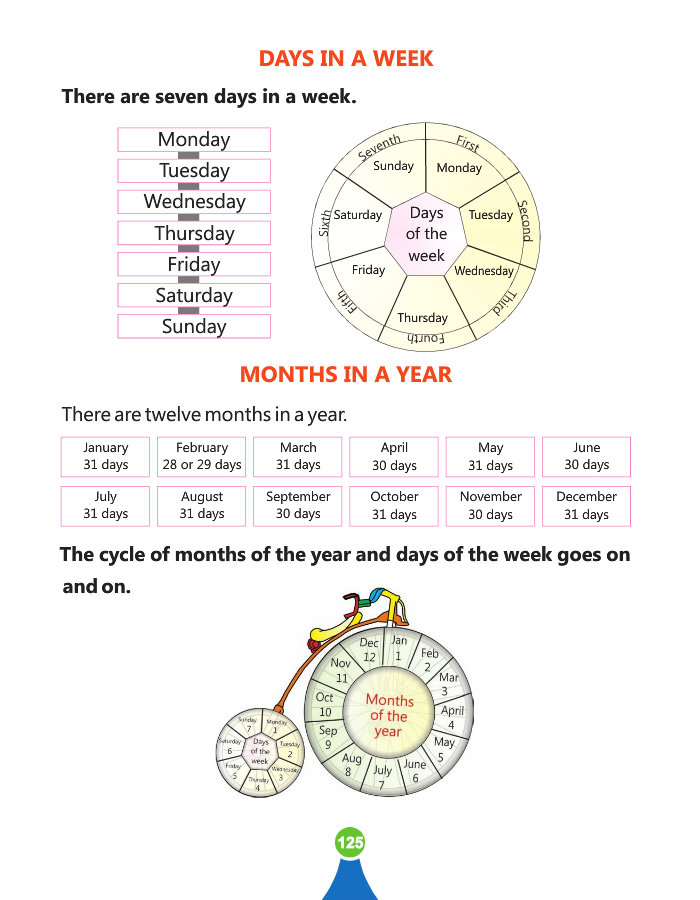 DAYS IN A WEEK
There are seven days in a week.
Monday
Tuesday
Wednesday
Thursday
Friday
Saturday
Sunday
First
Monday
Second
Tuesday
Third
Wednesday
Fourth
Thursday
Fifth
Friday
Sixth
Saturday
Seventh
Sunday
Days
of the
week
MONTHS IN A YEAR
There are twelve months in a year.
January
31 days
February
28 or 29 days
March
31 days
April
30 days
May
31 days
June
30 days
July
31 days
August
31 days
September
30 days
October
31 days
November
30 days
December
31 days
The cycle of months of the year and days of the week goes on
and on.
Jan
1
Feb
2
Mar
3
April
4
May
5
June
6
July
7
Aug
8
Sep
9
Oct
10
Nov
11
Dec
12
Months
of the
year
Monday
1
Tuesday
2
Wednesday
3
Thursday
4
Friday
5
Saturday
6
Sunday
7
Days
of the
week
125